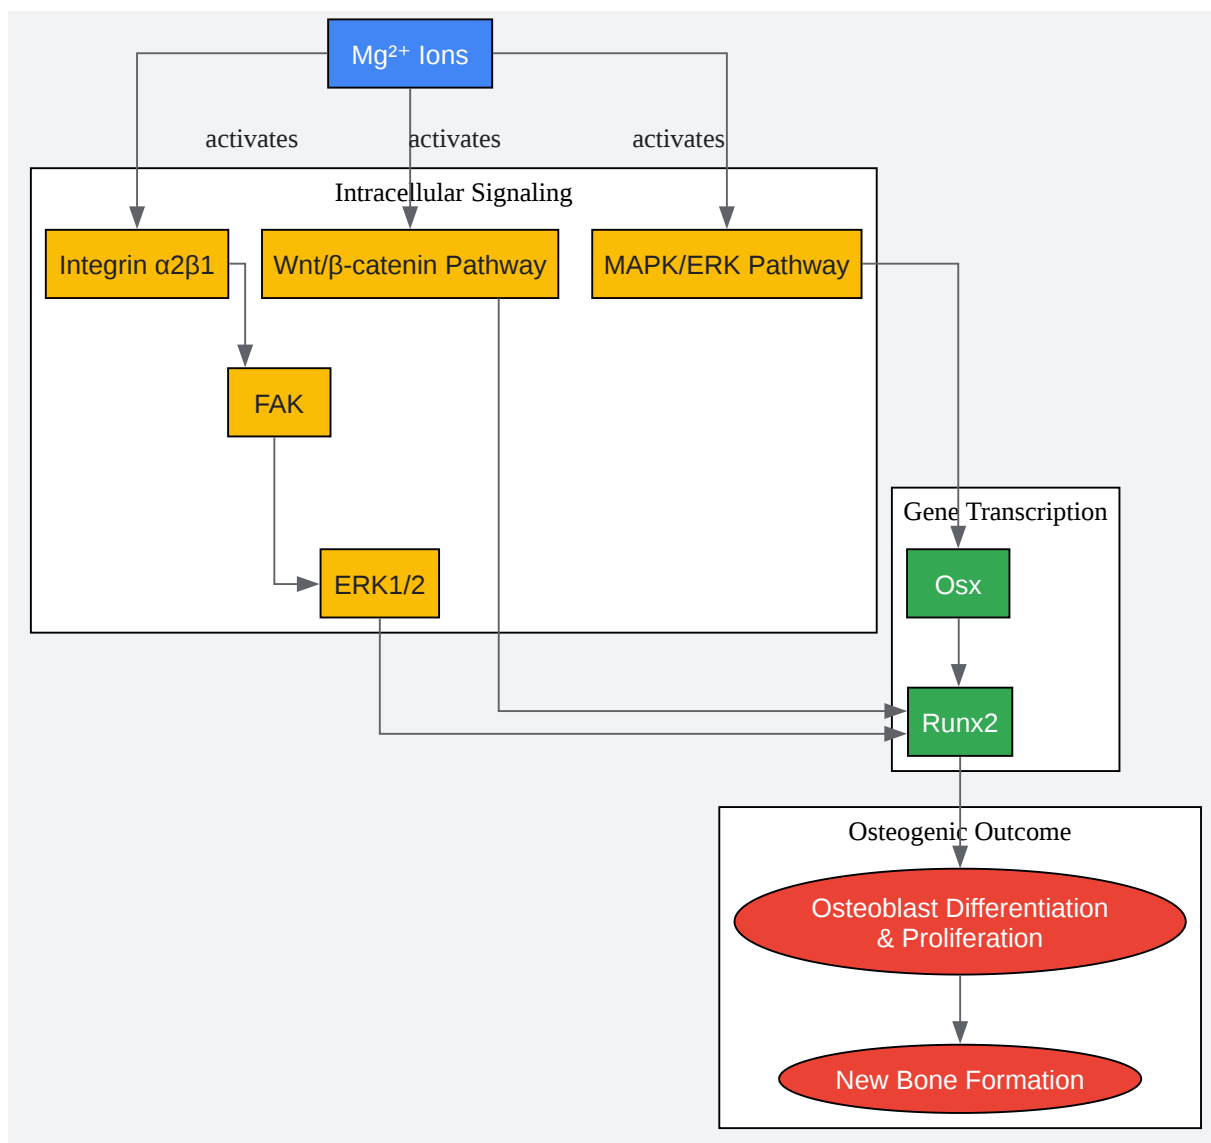 Mg²⁺ Ions
activates
activates
activates
Intracellular Signaling
Integrin α2β1
Wnt/β-catenin Pathway
MAPK/ERK Pathway
FAK
Gene Transcription
ERK1/2
Osx
Runx2
Osteogenic Outcome
Osteoblast Differentiation
& Proliferation
New Bone Formation